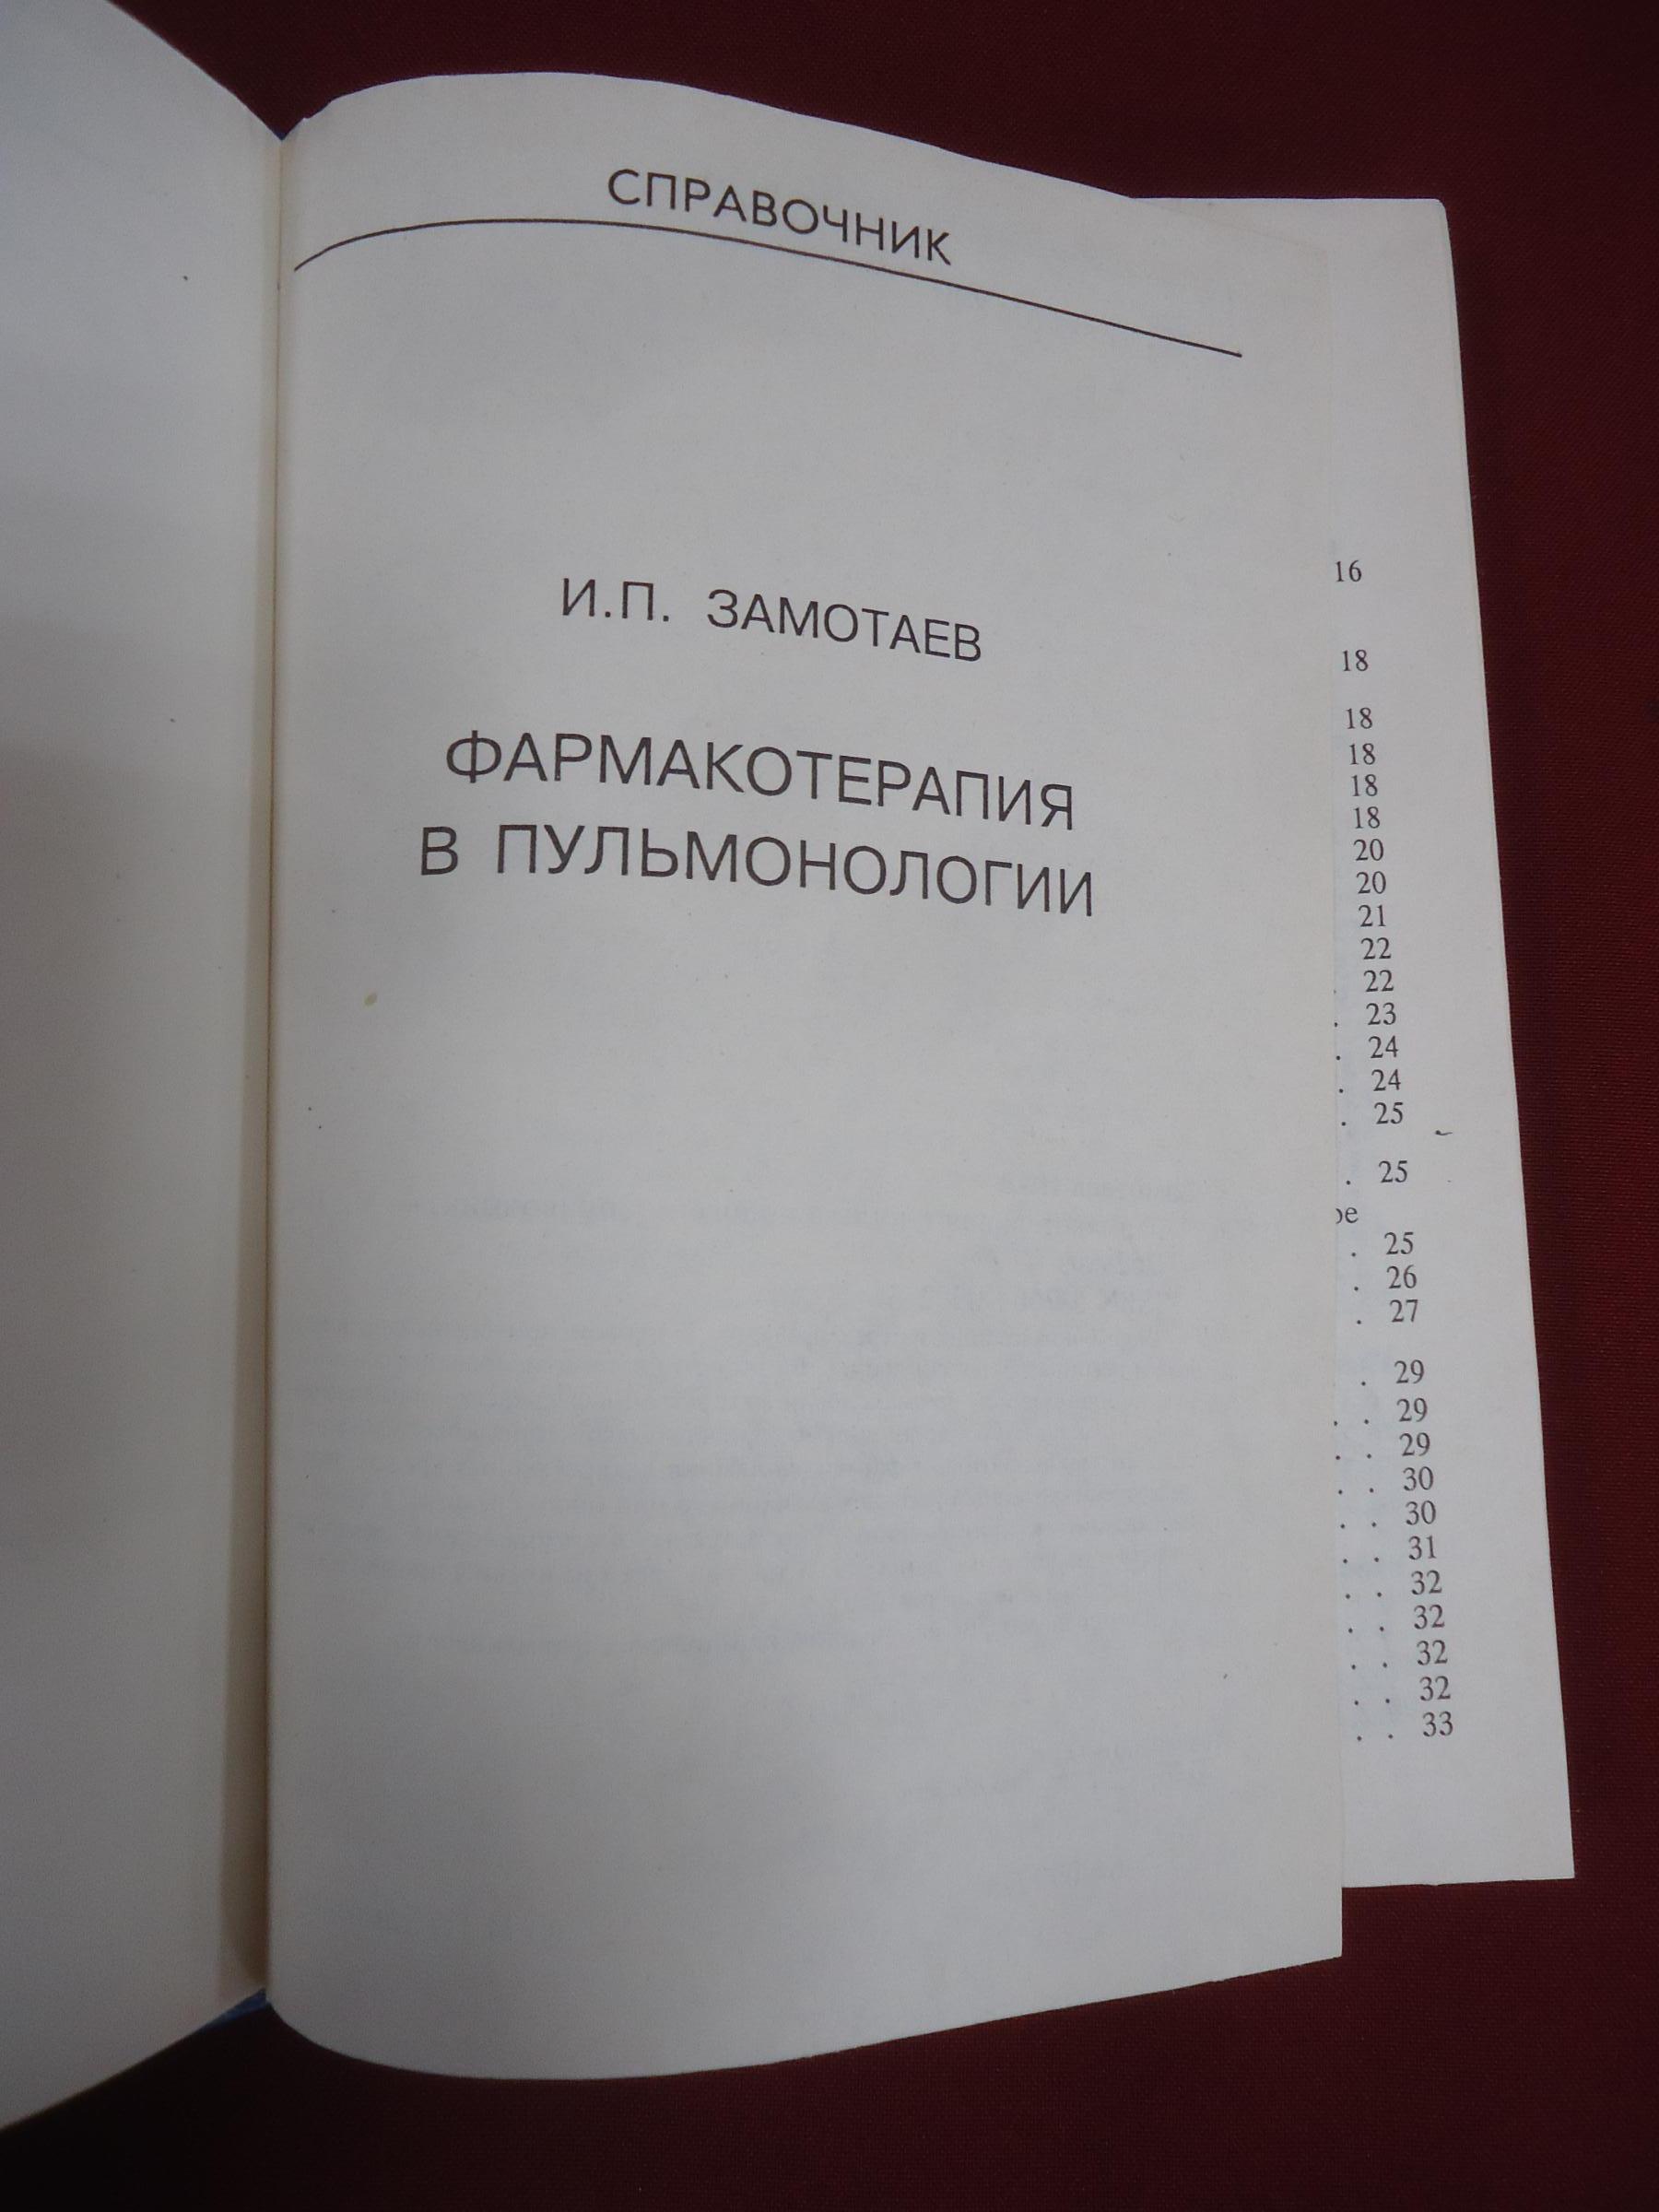 СПРАВОЧНИК
И.П. ЗАМОТАЕВ
ФАРМАКОТЕРАПИЯ
В ПУЛЬМОНОЛОГИИ
16
18
18
18
18
18
20
20
21
22
. 22
. 23
. 24
. 24
. 25
. 25
. 25
. 26
. 27
. 29
. . 29
. . 29
. . 30
. . 30
. . 31
. . 32
. . 32
. . 32
. . 32
. . 33